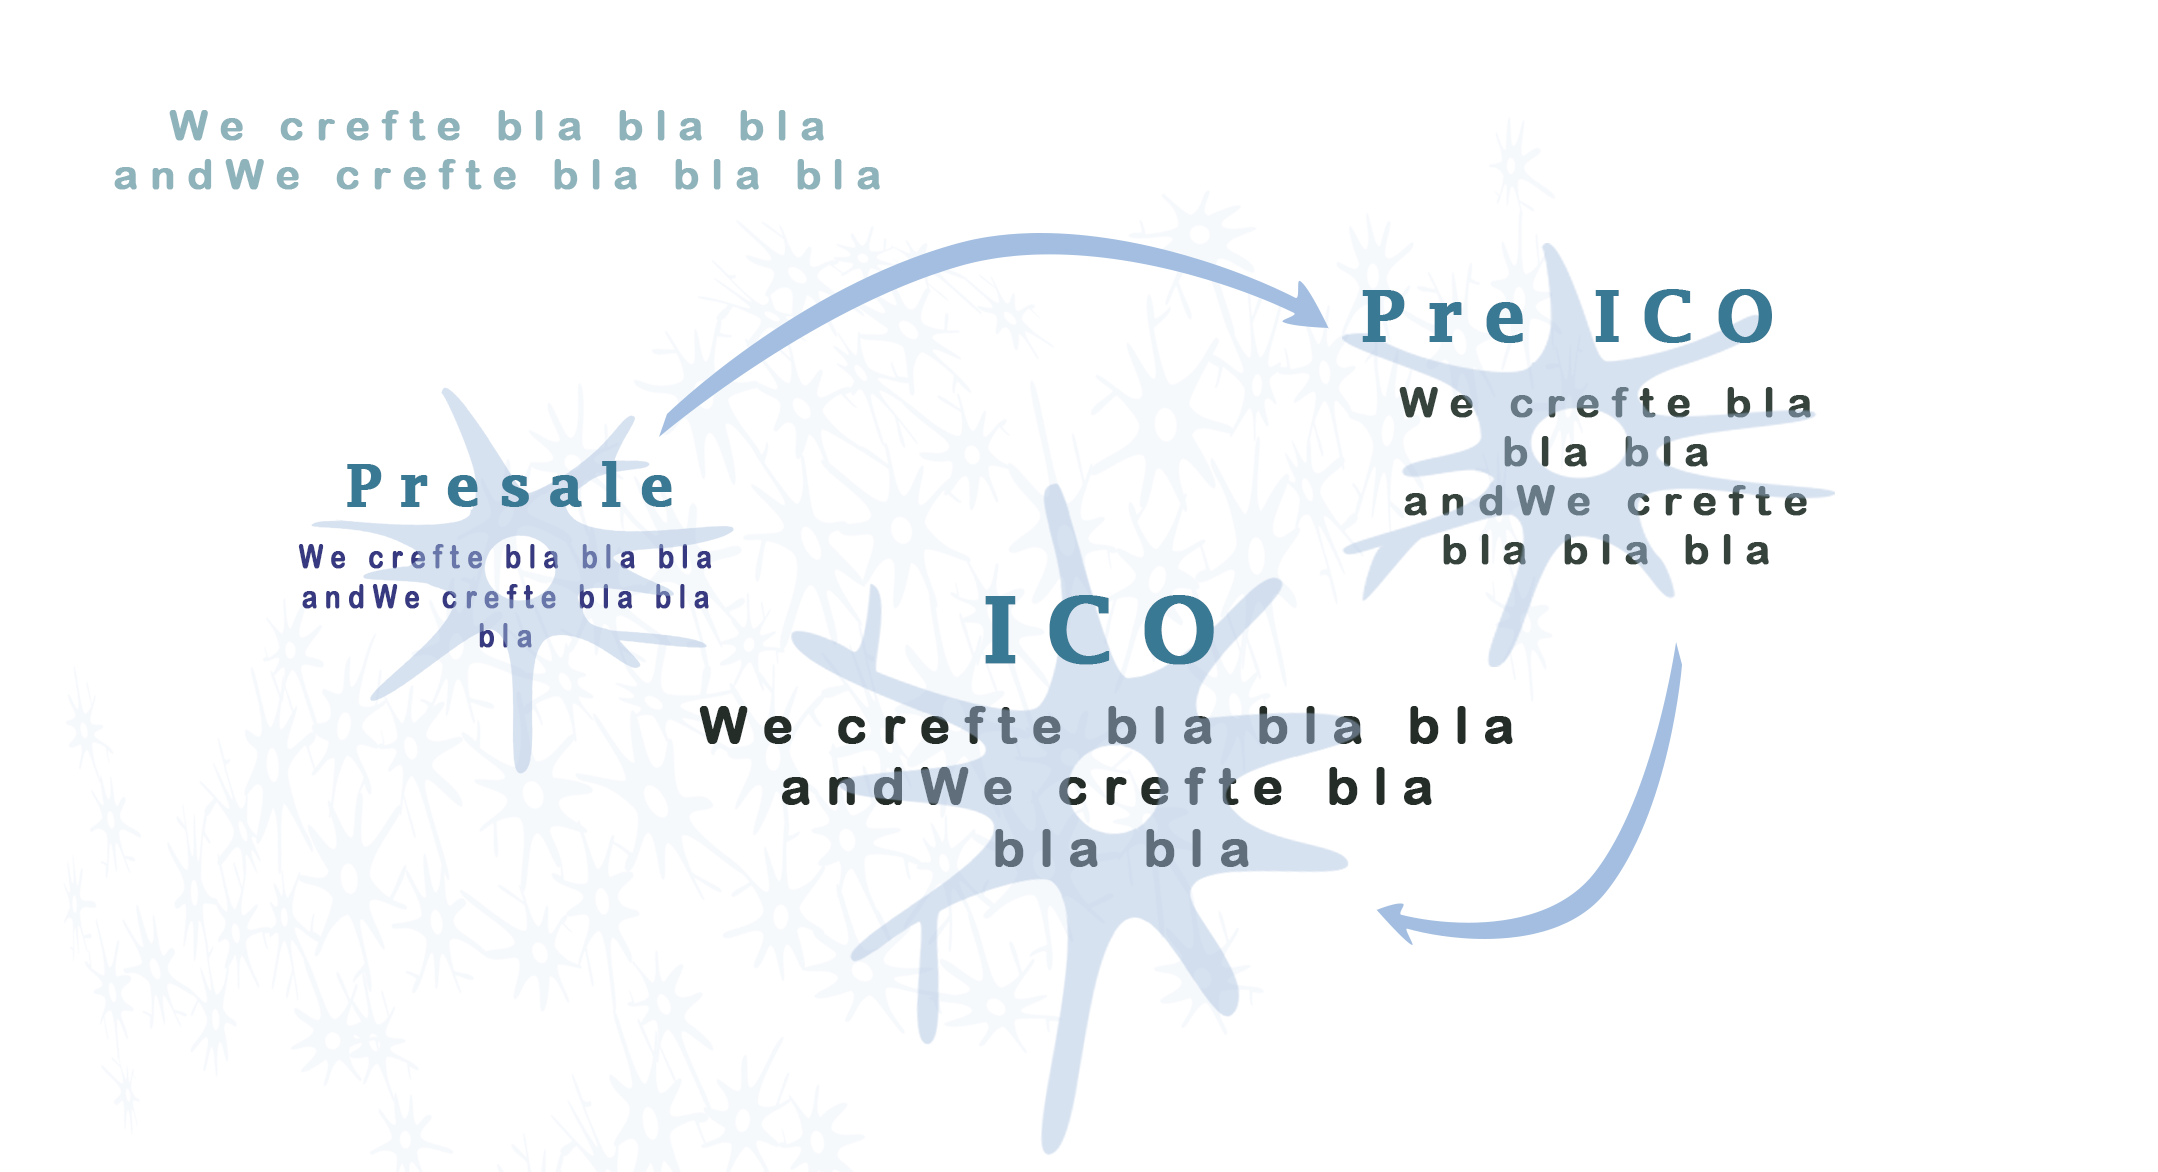 We crefte bla bla bla
andWe crefte bla bla bla
Presale
We crefte bla bla bla
andWe crefte bla bla
bla
Pre ICO
We crefte bla
bla bla
andWe crefte
bla bla bla
ICO
We crefte bla bla bla
andWe crefte bla
bla bla